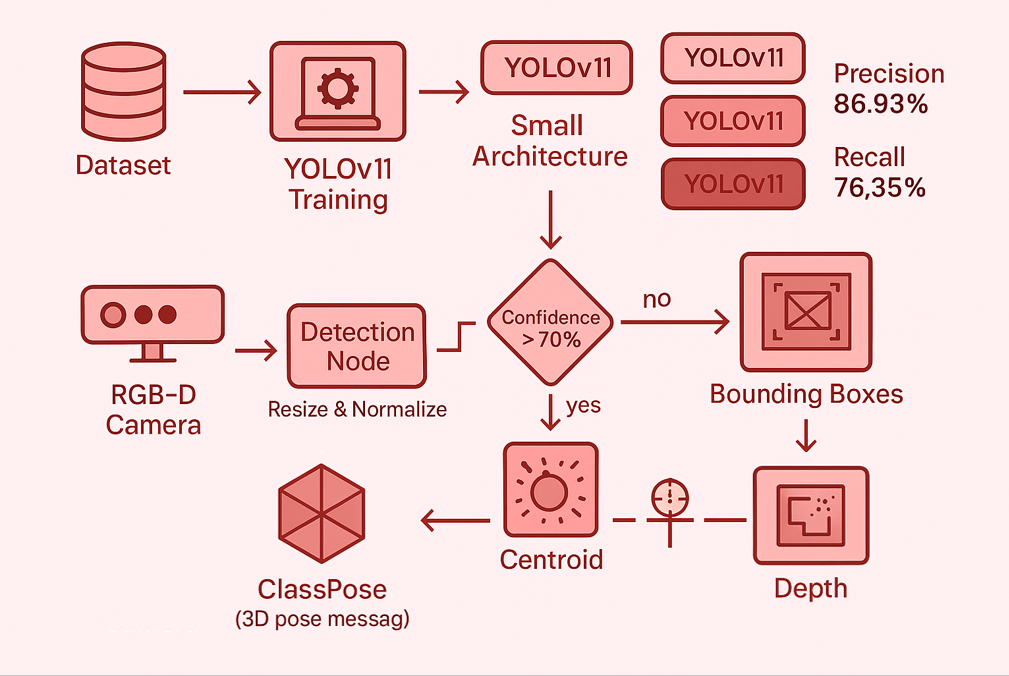 Dataset
YOLOv11
Training
YOLOv11
Small
Architecture
YOLOv11
YOLOv11
YOLOv11
Precision
86.93%
Recall
76,35%
RGB-D
Camera
Detection
Node
Resize & Normalize
Confidence
>70%
no
yes
Bounding Boxes
Centroid
Depth
ClassPose
(3D pose messag)